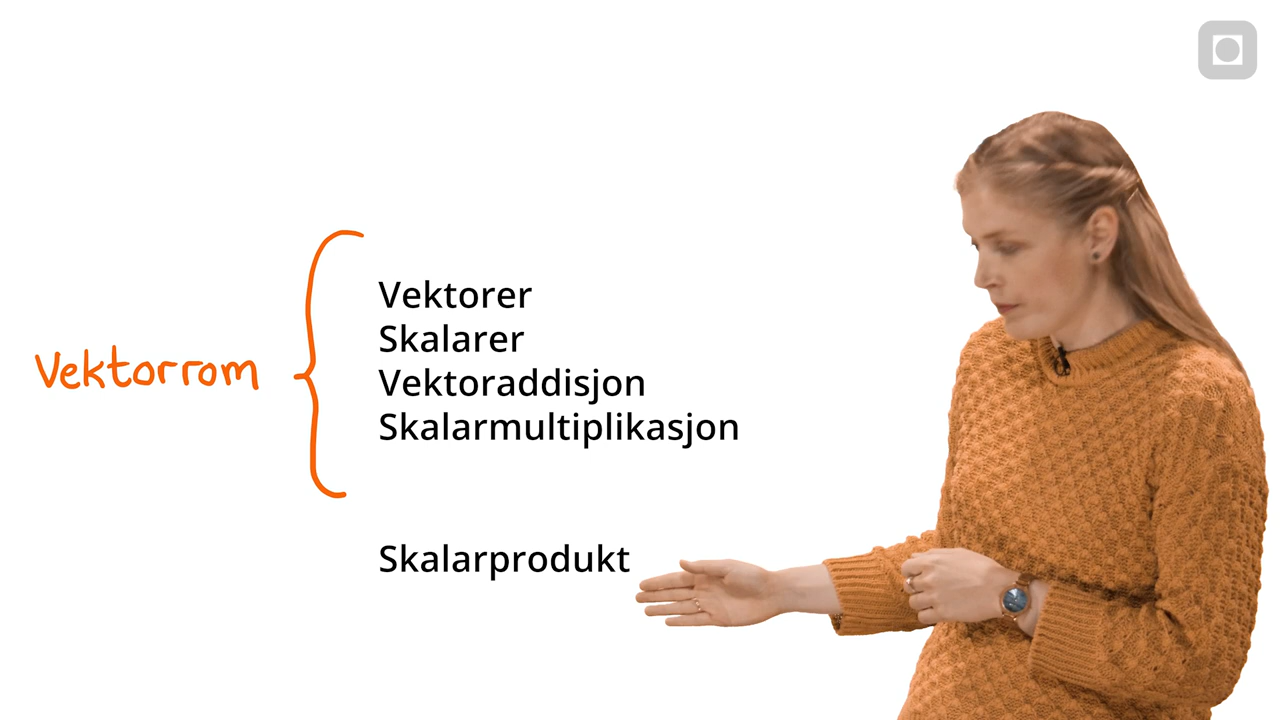 Vektorrom
Vektorer
Skalarer
Vektoraddisjon
Skalarmultiplikasjon
Skalarprodukt